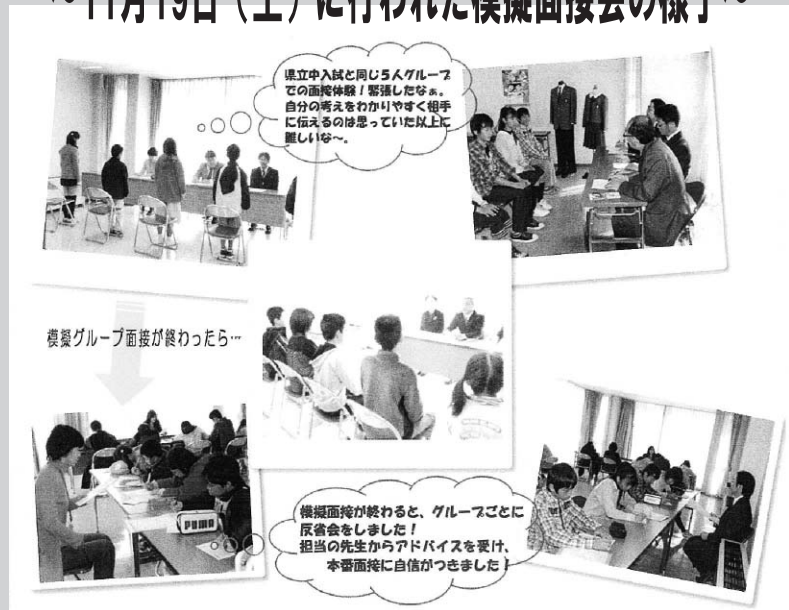 ～11月19日（土）に行われた模擬面接会の様子～
県立中入試と同じ5人グループ
での面接体験！緊張したなぁ。
自分の考えをわかりやすく相手
に伝えるのは思っていた以上に
難しいな～。
模擬グループ面接が終わったら…
PUMA
模擬面接が終わると、グループごとに
反省会をしました！
担当の先生からアドバイスを受け、
本番面接に自信がつきました！